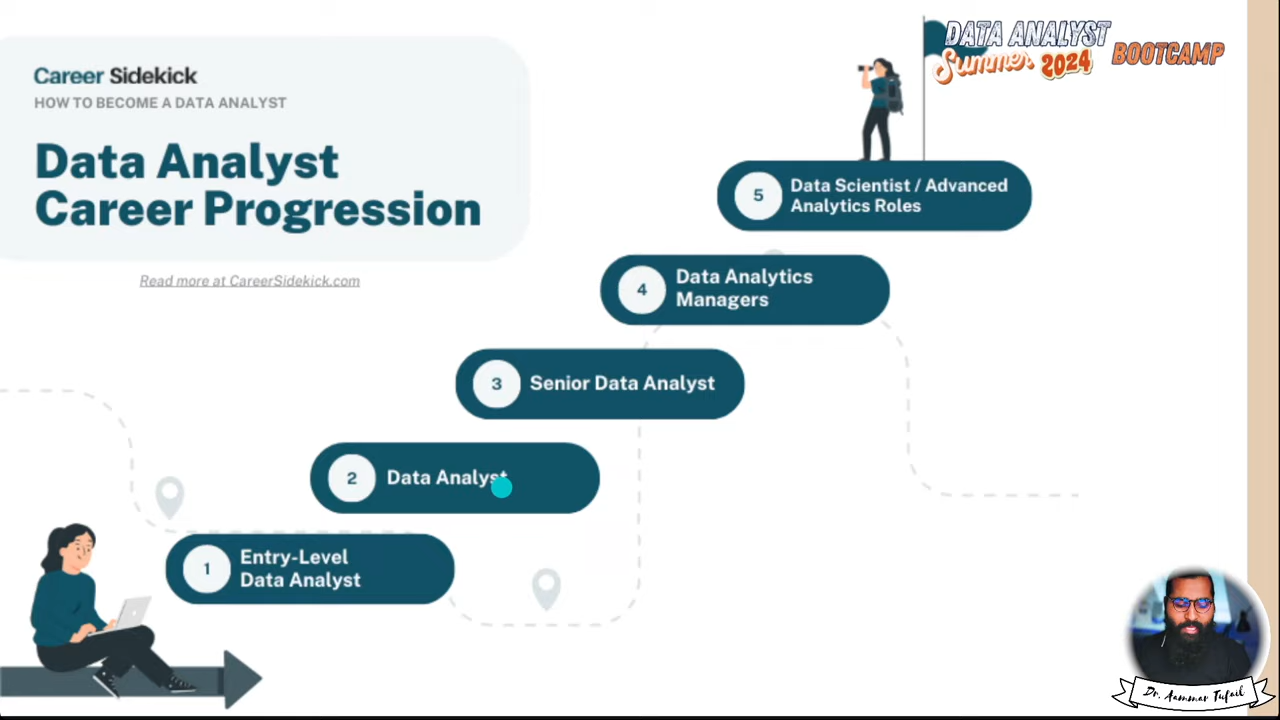 Career Sidekick
HOW TO BECOME A DATA ANALYST
Data Analyst
Career Progression
Read more at CareerSidekick.com
DATA ANALYST
Summer 2024
BOOTCAMP
5
Data Scientist / Advanced
Analytics Roles
4
Data Analytics
Managers
3
Senior Data Analyst
2
Data Analyst
1
Entry-Level
Data Analyst
Dr. Aammar Tufail